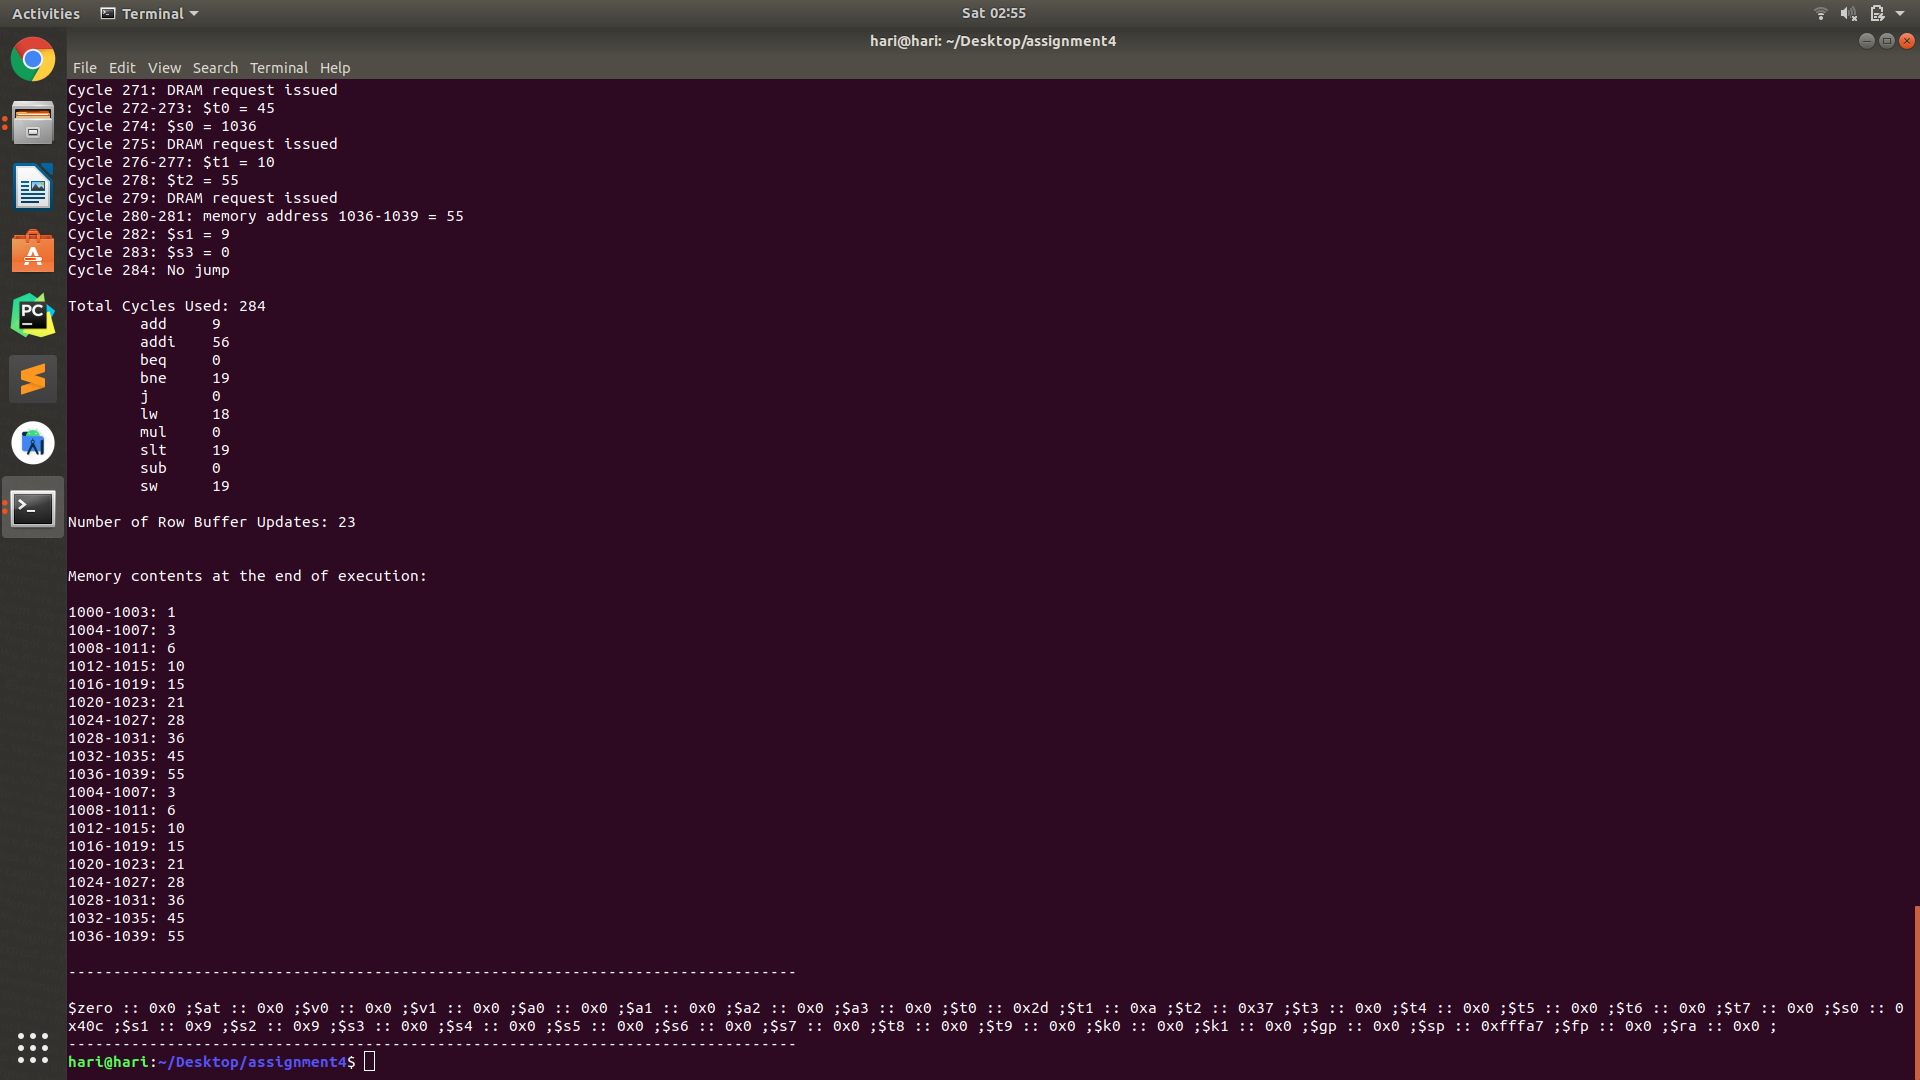 Activities Terminal Sat 02:55
hari@hari: ~/Desktop/assignment4
File Edit View Search Terminal Help
Cycle 271: DRAM request issued
Cycle 272-273: $t0 = 45
Cycle 274: $s0 = 1036
Cycle 275: DRAM request issued
Cycle 276-277: $t1 = 10
Cycle 278: $t2 = 55
Cycle 279: DRAM request issued
Cycle 280-281: memory address 1036-1039 = 55
Cycle 282: $s1 = 9
Cycle 283: $s3 = 0
Cycle 284: No jump
Total Cycles Used: 284
add 9
addi 56
beq 0
bne 19
j 0
lw 18
mul 0
slt 19
sub 0
sw 19
Number of Row Buffer Updates: 23
Memory contents at the end of execution:
1000-1003: 1
1004-1007: 3
1008-1011: 6
1012-1015: 10
1016-1019: 15
1020-1023: 21
1024-1027: 28
1028-1031: 36
1032-1035: 45
1036-1039: 55
1004-1007: 3
1008-1011: 6
1012-1015: 10
1016-1019: 15
1020-1023: 21
1024-1027: 28
1028-1031: 36
1032-1035: 45
1036-1039: 55
---------------------------------------------------------------------------------
$zero :: 0x0 ;$at :: 0x0 ;$v0 :: 0x0 ;$v1 :: 0x0 ;$a0 :: 0x0 ;$a1 :: 0x0 ;$a2 :: 0x0 ;$a3 :: 0x0 ;$t0 :: 0x2d ;$t1 :: 0xa ;$t2 :: 0x37 ;$t3 :: 0x0 ;$t4 :: 0x0 ;$t5 :: 0x0 ;$t6 :: 0x0 ;$t7 :: 0x0 ;$s0 :: 0
x40c ;$s1 :: 0x9 ;$s2 :: 0x9 ;$s3 :: 0x0 ;$s4 :: 0x0 ;$s5 :: 0x0 ;$s6 :: 0x0 ;$s7 :: 0x0 ;$t8 :: 0x0 ;$t9 :: 0x0 ;$k0 :: 0x0 ;$k1 :: 0x0 ;$gp :: 0x0 ;$sp :: 0xfffa7 ;$fp :: 0x0 ;$ra :: 0x0 ;
---------------------------------------------------------------------------------
hari@hari:~/Desktop/assignment4$
PC